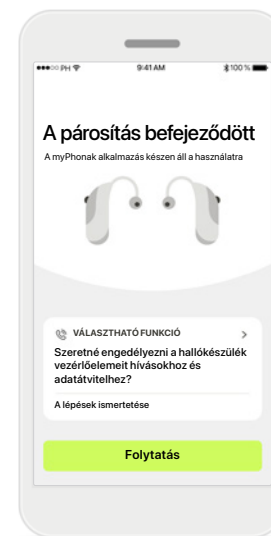 PH 9:41 AM 100 %
A párosítás befejeződött
A myPhonak alkalmazás készen áll a használatra
VÁLASZTHATÓ FUNKCIÓ
Szeretné engedélyezni a hallókészülék
vezérlőelemeit hívásokhoz és
adatátvitelhez?
A lépések ismertetése
Folytatás